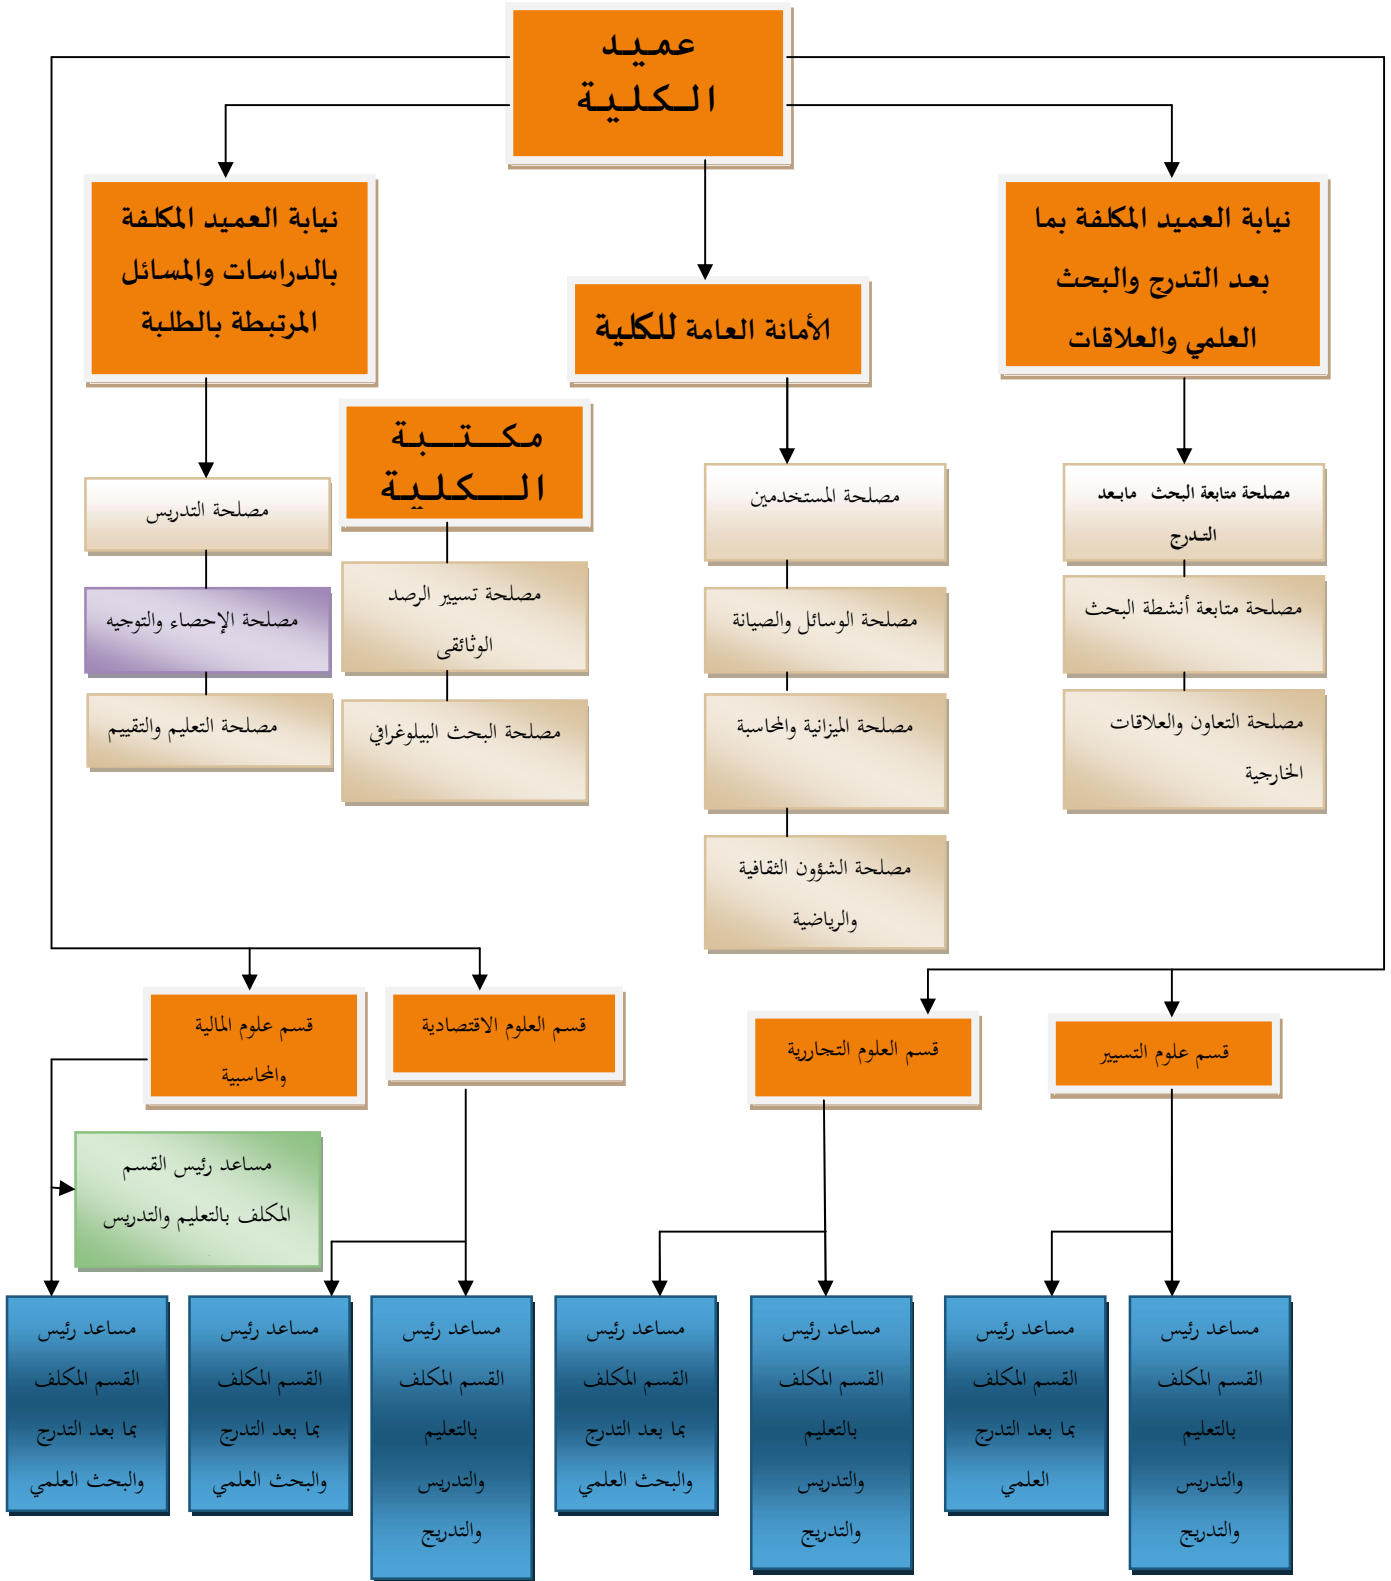 عميد
الكلية
نيابة العميد المكلفة بما
بعد التدرج والبحث
العلمي والعلاقات
الأمانة العامة للكلية
نيابة العميد المكلفة
بالدراسات والمسائل
المرتبطة بالطلبة
مكتبة
الكلية
مصلحة متابعة البحث مابعد
التدرج
مصلحة متابعة أنشطة البحث
مصلحة التعاون والعلاقات
الخارجية
مصلحة المستخدمين
مصلحة الوسائل والصيانة
مصلحة الميزانية والمحاسبة
مصلحة الشؤون الثقافية
والرياضية
مصلحة تسيير الرصد
الوثائقى
مصلحة البحث البيلوغرافي
مصلحة التدريس
مصلحة الإحصاء والتوجيه
مصلحة التعليم والتقييم
قسم علوم التسيير
قسم العلوم التجاررية
قسم العلوم الاقتصادية
قسم علوم المالية
والمحاسبية
مساعد رئيس القسم
المكلف بالتعليم والتدريس
مساعد رئيس
القسم المكلف
بالتعليم
والتدريس
والتدريج
مساعد رئيس
القسم المكلف
بما بعد التدرج
العلمي
مساعد رئيس
القسم المكلف
بالتعليم
والتدريس
والتدريج
مساعد رئيس
القسم المكلف
بما بعد التدرج
والبحث العلمي
مساعد رئيس
القسم المكلف
بالتعليم
والتدريس
والتدريج
مساعد رئيس
القسم المكلف
بما بعد التدرج
والبحث العلمي
مساعد رئيس
القسم المكلف
بما بعد التدرج
والبحث العلمي